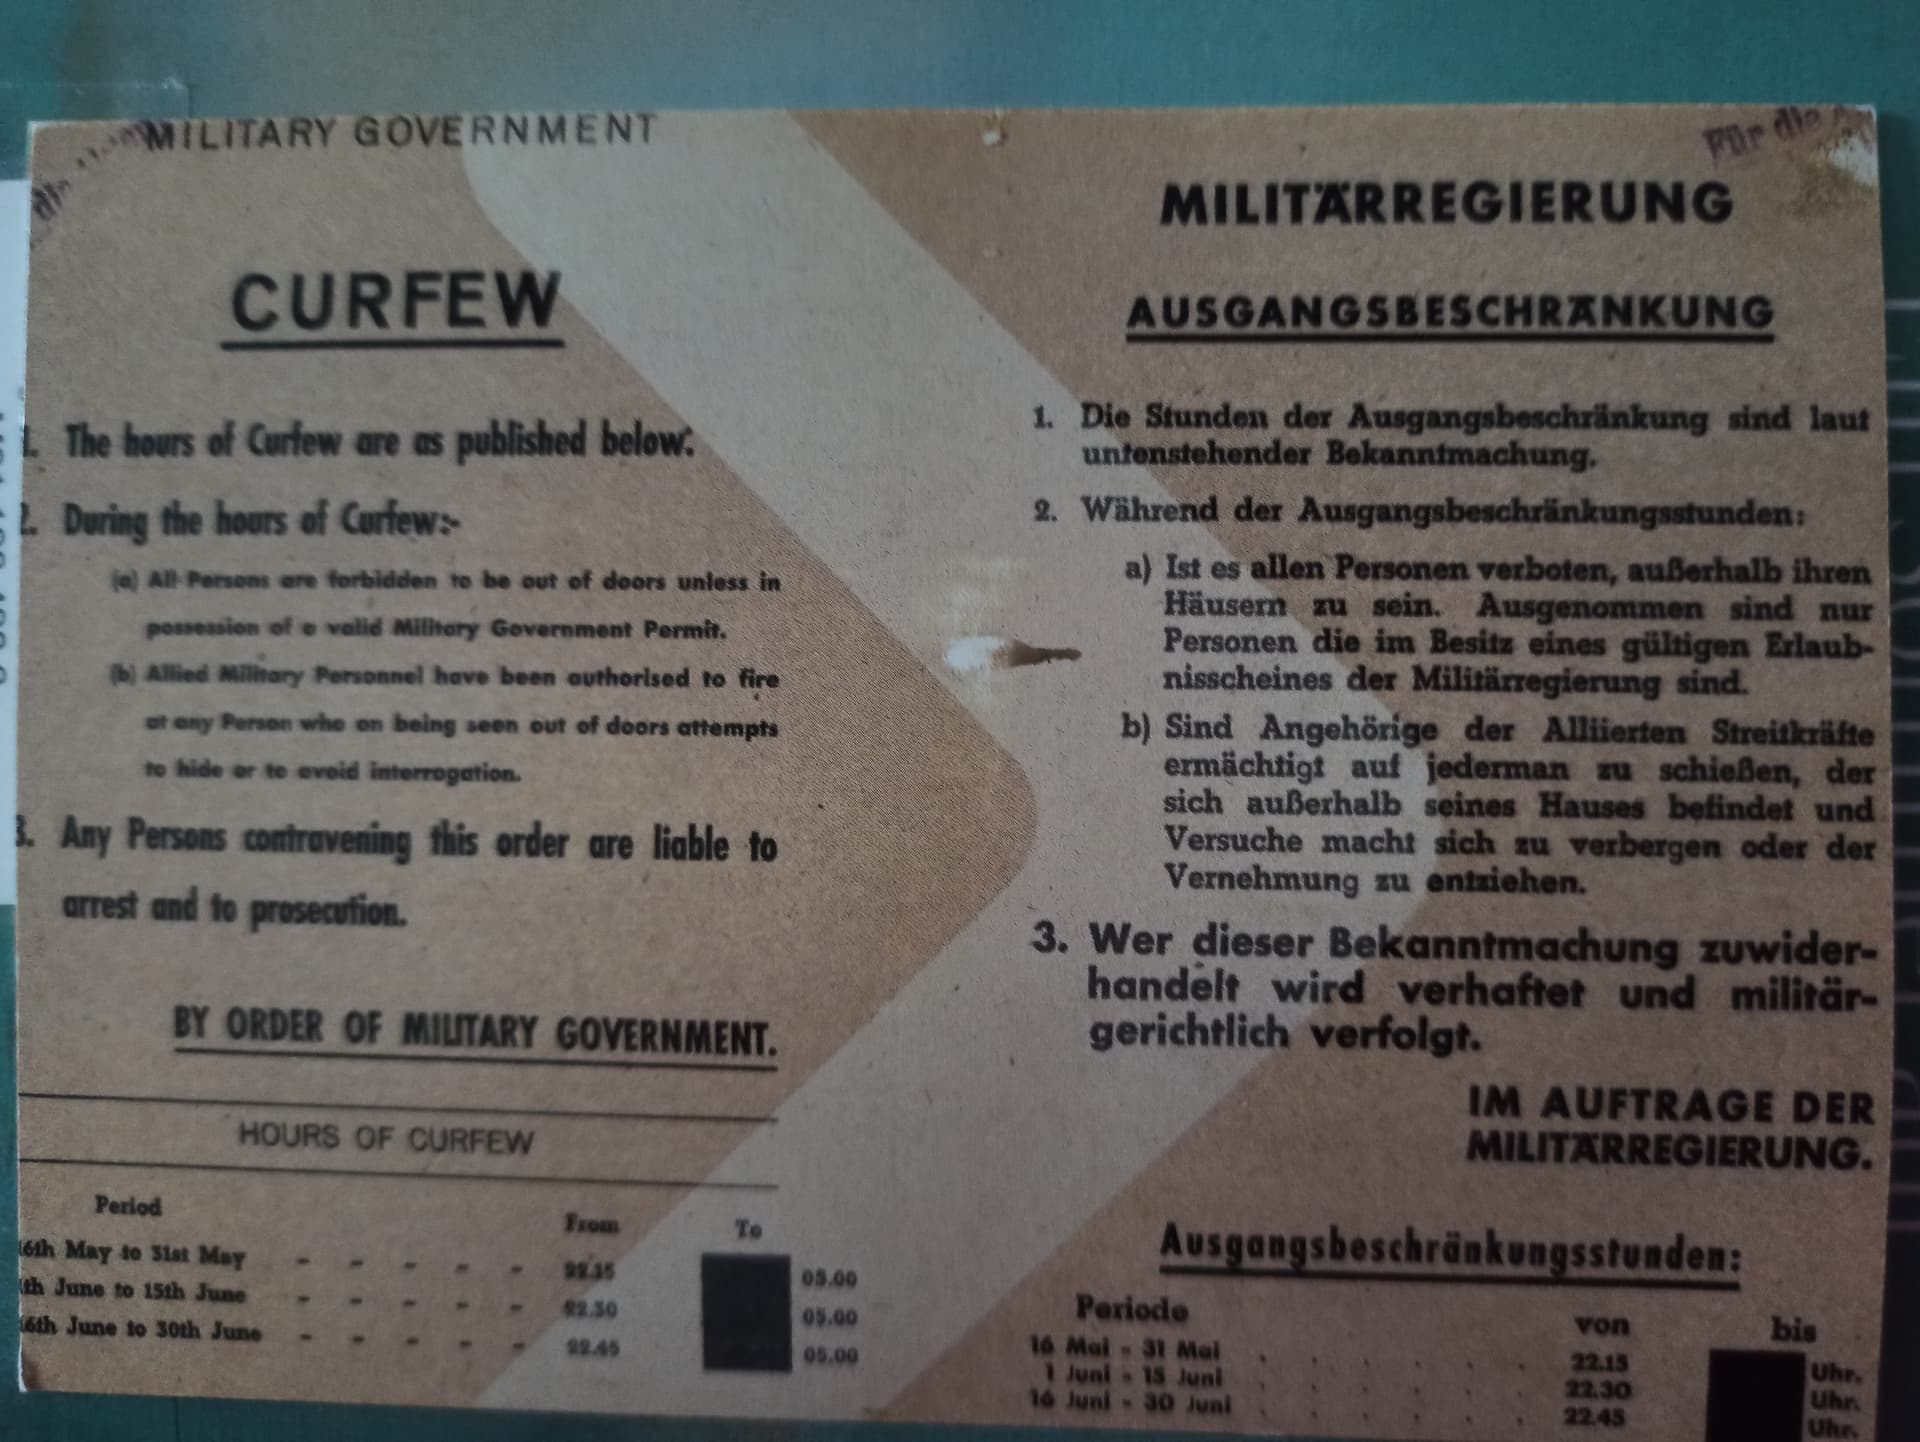 MILITARY GOVERNMENT
CURFEW
1. The hours of Curfew are as published below:
2. During the hours of Curfew:-
(a) All Persons are forbidden to be out of doors unless in
possession of a valid Military Government Permit.
(b) Allied Military Personnel have been authorised to fire
at any Person who on being seen out of doors attempts
to hide or to avoid interrogation.
3. Any Persons contravening this order are liable to
arrest and to prosecution.
BY ORDER OF MILITARY GOVERNMENT.
HOURS OF CURFEW
Period From To
6th May to 31st May - - - - - 22.15 05.00
th June to 15th June - - - - - 22.30 05.00
16th June to 30th June - - - - - 22.45 05.00
Für die
MILITÄRREGIERUNG
AUSGANGSBESCHRÄNKUNG
1. Die Stunden der Ausgangsbeschränkung sind laut
untenstehender Bekanntmachung.
2. Während der Ausgangsbeschränkungsstunden:
a) Ist es allen Personen verboten, außerhalb ihren
Häusern zu sein. Ausgenommen sind nur
Personen die im Besitz eines gültigen Erlaub-
nisscheines der Militärregierung sind.
b) Sind Angehörige der Alliierten Streitkräfte
ermächtigt auf jederman zu schießen, der
sich außerhalb seines Hauses befindet und
Versuche macht sich zu verbergen oder der
Vernehmung zu entziehen.
3. Wer dieser Bekanntmachung zuwider-
handelt wird verhaftet und militär-
gerichtlich verfolgt.
IM AUFTRAGE DER
MILITÄRREGIERUNG.
Ausgangsbeschränkungsstunden:
Periode von bis
16 Mai - 31 Mai . . . . . . 22.15 Uhr.
1 Juni - 15 Juni . . . . . . 22.30 Uhr.
16 Juni - 30 Juni . . . . . . 22.45 Uhr.